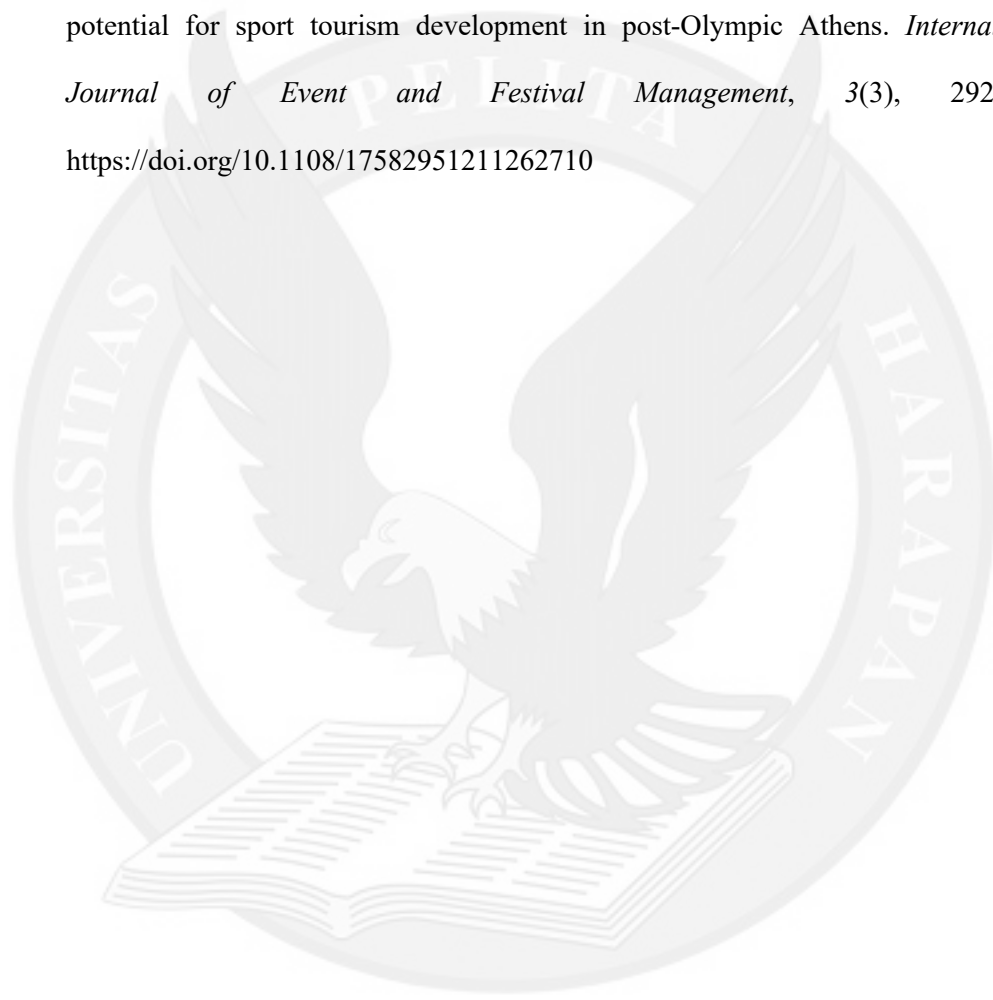 potential for sport tourism development in post-Olympic Athens. Interna
Journal of Event and Festival Management, 3(3), 292
https://doi.org/10.1108/17582951211262710
UNIVERSITAS PELITA HARAPAN